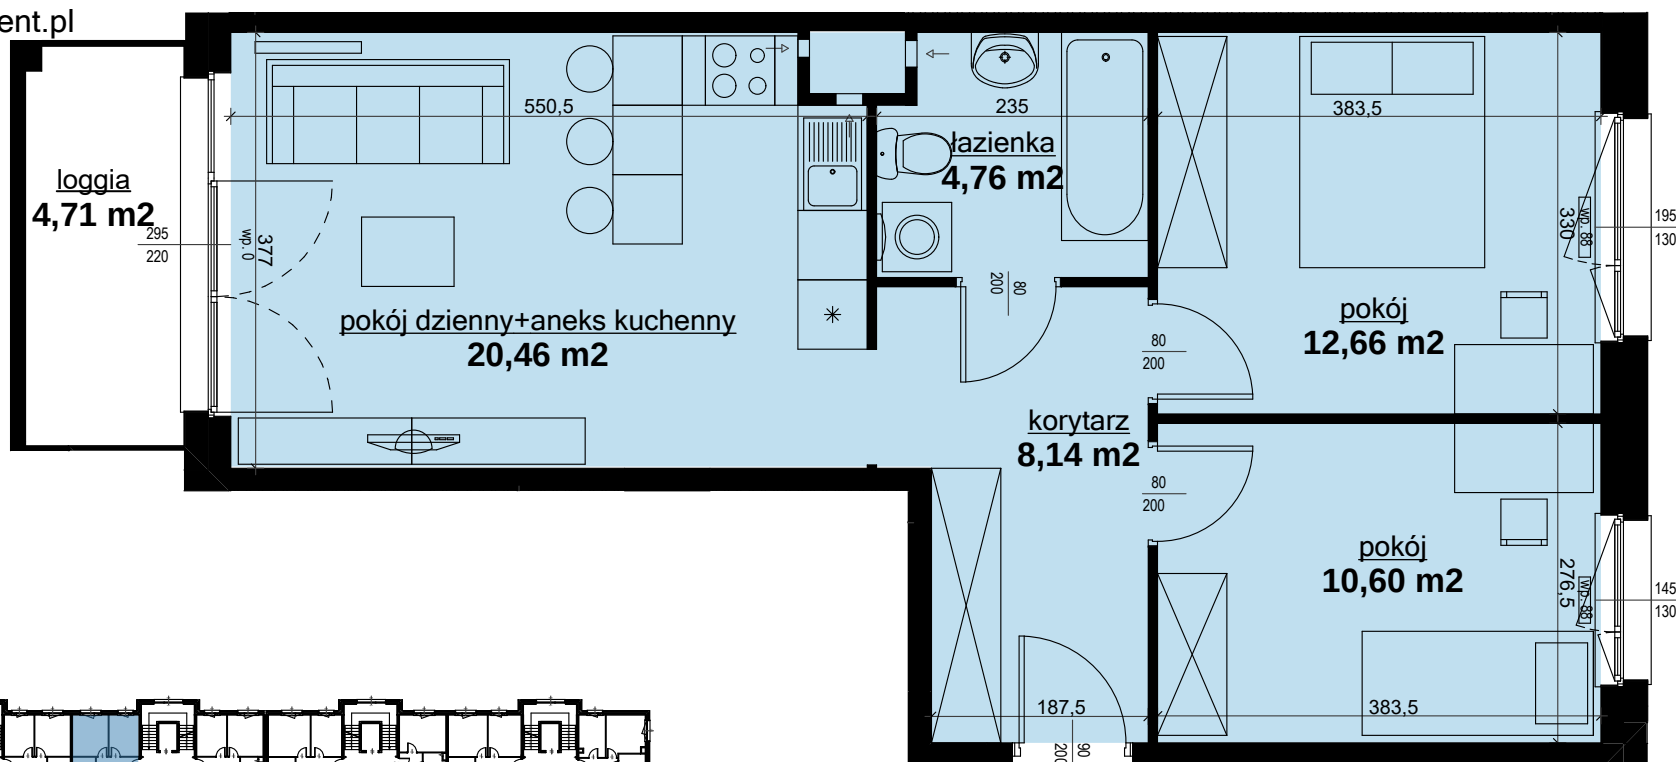 ent.pl
loggia
4,71 m2
295
220
wp. 0
377
550,5
pokój dzienny+aneks kuchenny
20,46 m2
235
łazienka
4,76 m2
80
200
383,5
pokój
12,66 m2
330
wp. 88
195
130
80
200
korytarz
8,14 m2
80
200
pokój
10,60 m2
276,5
wp. 88
145
130
187,5
383,5
90
200